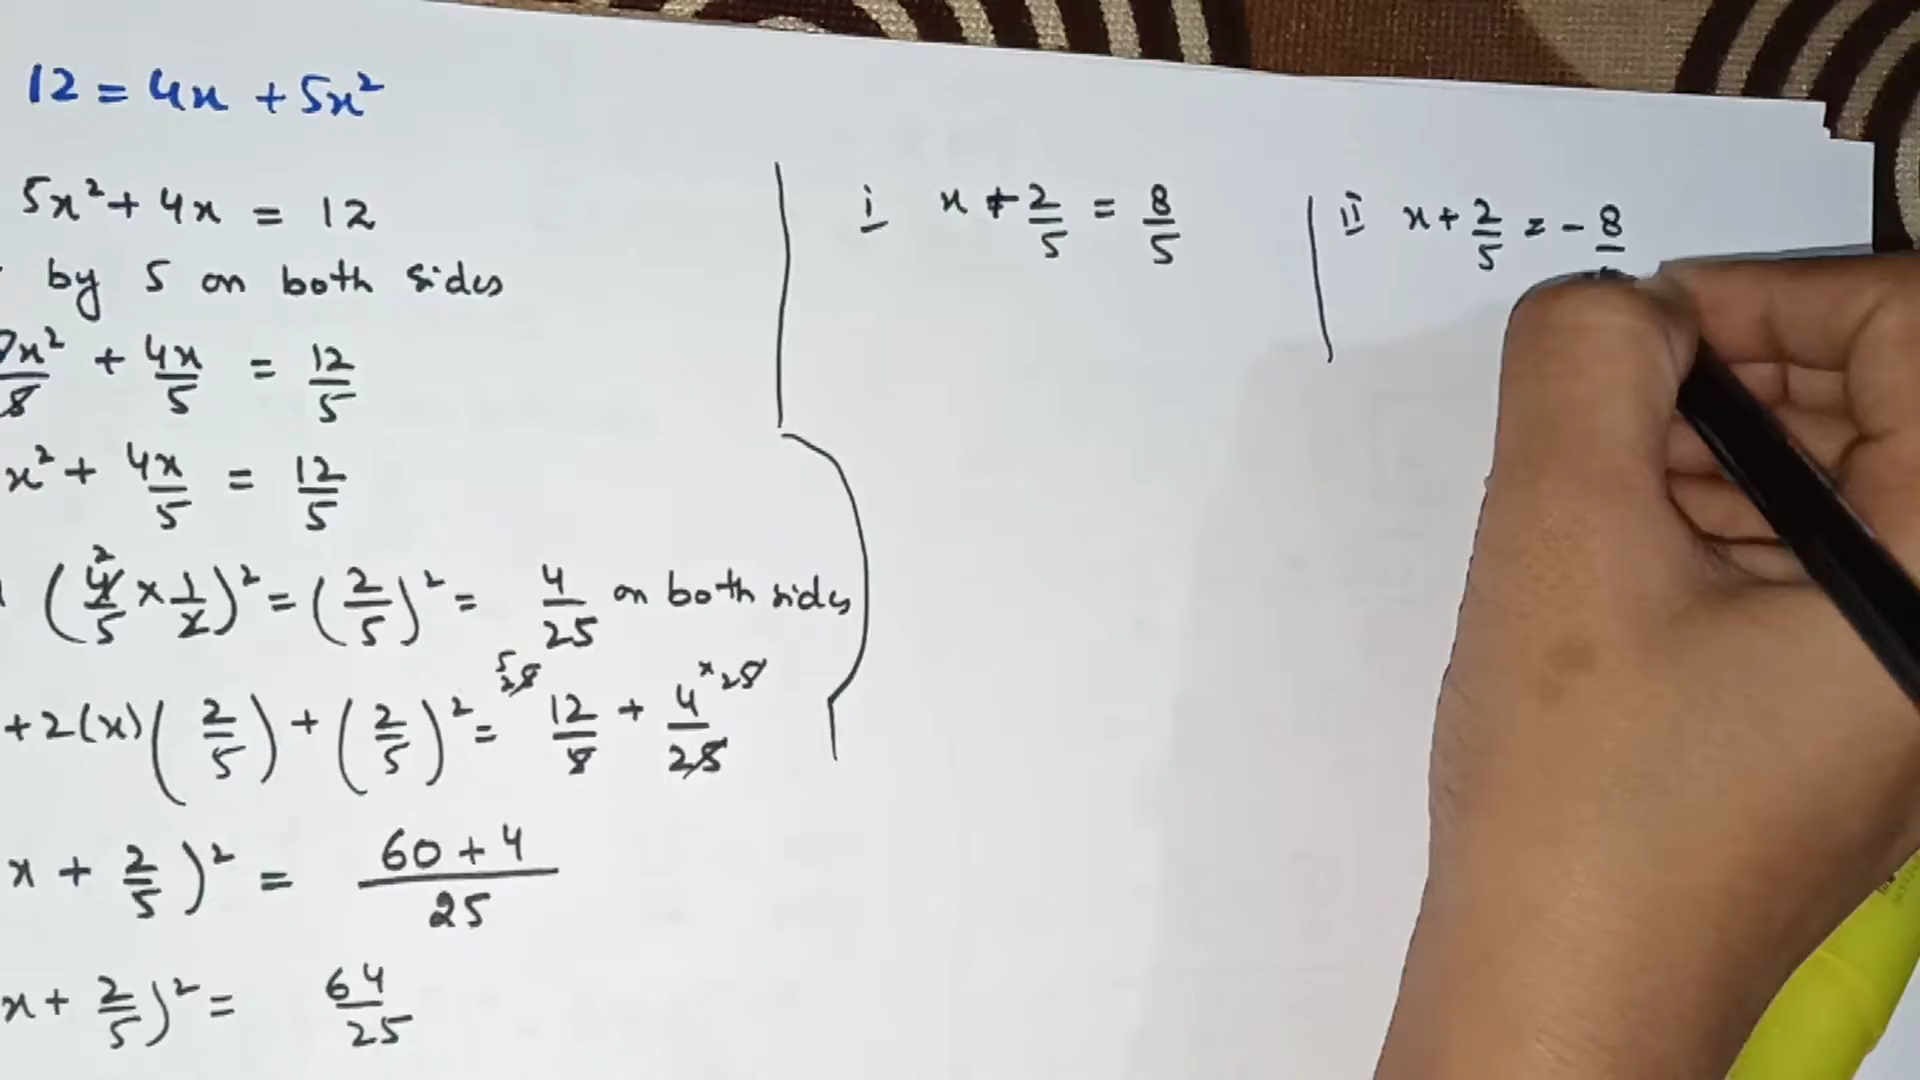 12 = 4x + 5x²
5x² + 4x = 12
by 5 on both sides
x²/5 + 4x/5 = 12/5
x² + 4x/5 = 12/5
(4/5 × 1/2)² = (2/5)² = 4/25 on both sides
+ 2(x)(2/5) + (2/5)² = 12/5 + 4/25
x + 2/5)² = 60 + 4/25
x + 2/5)² = 64/25
i x + 2/5 = 8/5
ii x + 2/5 = - 8